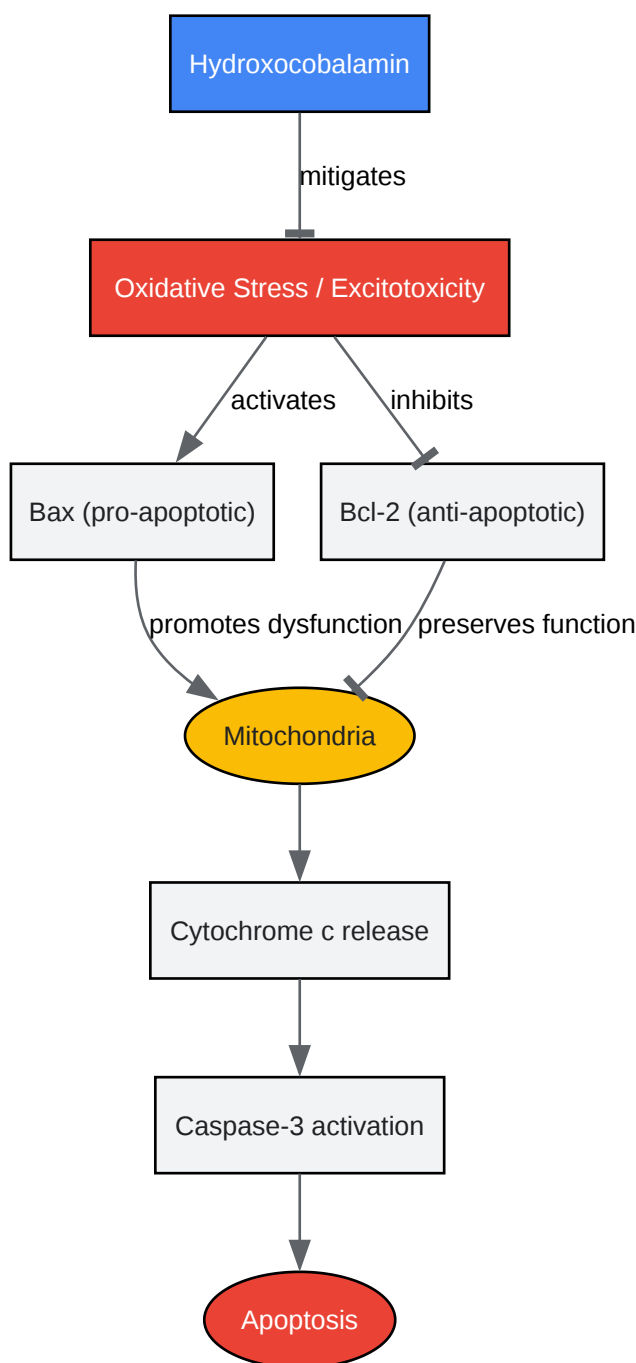 Hydroxocobalamin
mitigates
Oxidative Stress / Excitotoxicity
activates
inhibits
Bax (pro-apoptotic)
Bcl-2 (anti-apoptotic)
promotes dysfunction
preserves function
Mitochondria
Cytochrome c release
Caspase-3 activation
Apoptosis